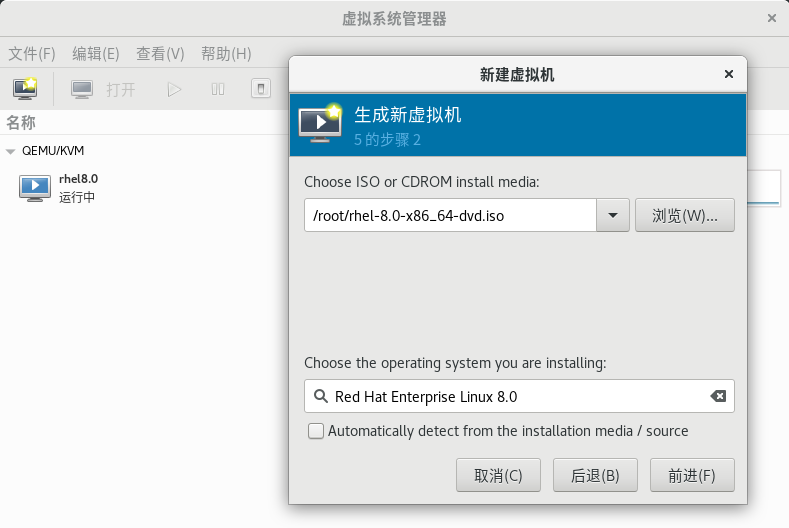 虚拟系统管理器
文件(F) 编辑(E) 查看(V) 帮助(H)
打开
名称
QEMU/KVM
rhel8.0
运行中
新建虚拟机
生成新虚拟机
5 的步骤 2
Choose ISO or CDROM install media:
/root/rhel-8.0-x86_64-dvd.iso
浏览(W)...
Choose the operating system you are installing:
Red Hat Enterprise Linux 8.0
Automatically detect from the installation media / source
取消(C) 后退(B) 前进(F)